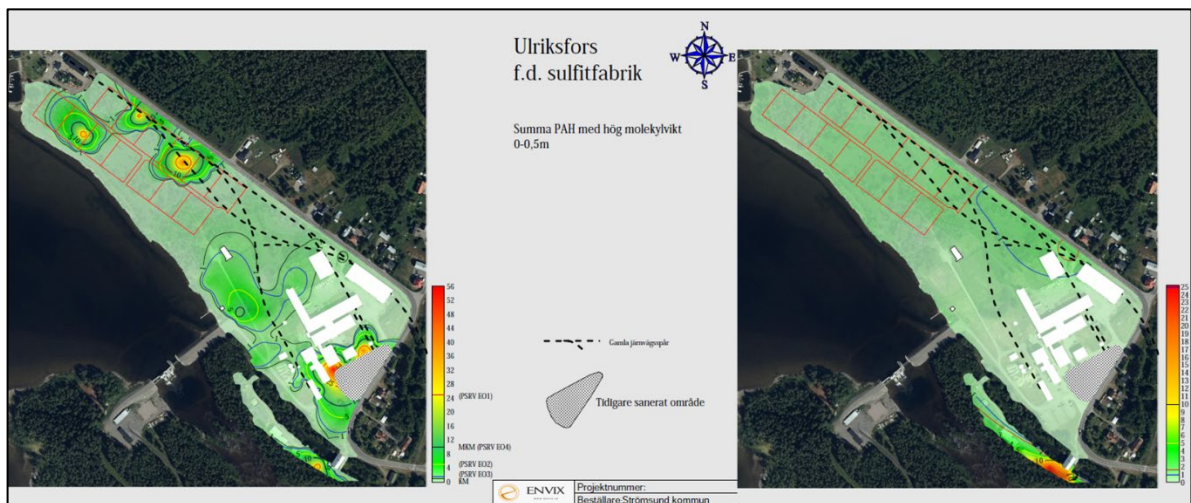 Ulriksfors
f.d. sulfitfabrik
N
W E
S
Summa PAH med hög molekylvikt
0-0,5m
Gamla järnvägsspår
Tidigare sanerat område
ENVIX
Projektnummer:
Beställare Strömsund kommun
56
52
48
44
40
36
32
28
24
20
16
12
8
4
0
(PSRV EO1)
MKM (PSRV EO4)
(PSRV EO2)
(PSRV EO3)
KM
25
24
23
22
21
20
19
18
17
16
15
14
13
12
11
10
9
8
7
6
5
4
3
2
1
0